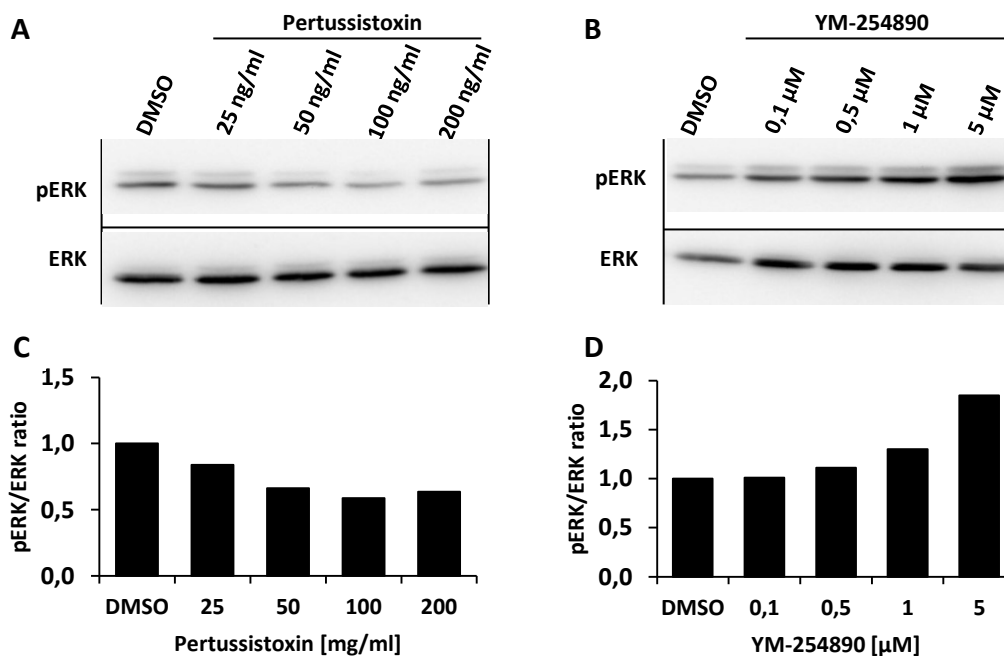 A
Pertussistoxin
DMSO
25 ng/ml
50 ng/ml
100 ng/ml
200 ng/ml
pERK
ERK
B
YM-254890
DMSO
0,1 µM
0,5 µM
1 µM
5 µM
pERK
ERK
C
pERK/ERK ratio
1,5
1,0
0,5
0,0
DMSO 25 50 100 200
Pertussistoxin [mg/ml]
D
pERK/ERK ratio
2,0
1,5
1,0
0,5
0,0
DMSO 0,1 0,5 1 5
YM-254890 [µM]